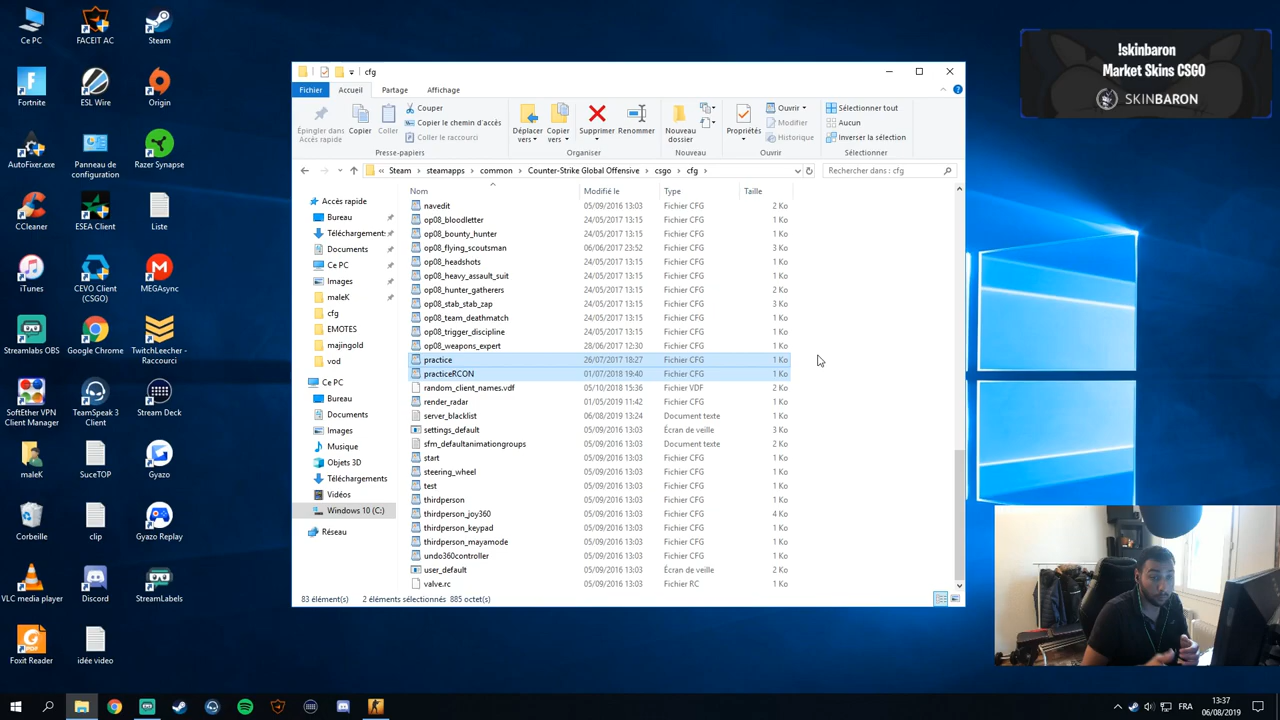 Ce PC
FACEIT AC
Steam
Fortnite
ESL Wire
Origin
AutoFixer.exe
Panneau de
configuration
Razer Synapse
CCleaner
ESEA Client
Liste
iTunes
CEVO Client
(CSGO)
MEGAsync
Streamlabs OBS
Google Chrome
TwitchLeecher -
Raccourci
SoftEther VPN
Client Manager
TeamSpeak 3
Client
Stream Deck
maleK
SuceTOP
Gyazo
Corbeille
clip
Gyazo Replay
VLC media player
Discord
StreamLabels
Foxit Reader
idée video
cfg
Fichier Accueil Partage Affichage
Épingler dans
Accès rapide
Copier
Coller
Couper
Copier le chemin d'accès
Coller le raccourci
Presse-papiers
Déplacer
vers
Copier
vers
Supprimer
Renommer
Organiser
Nouveau
dossier
Nouveau
Propriétés
Ouvrir
Modifier
Historique
Ouvrir
Sélectionner tout
Aucun
Inverser la sélection
Sélectionner
« Steam › steamapps › common › Counter-Strike Global Offensive › csgo › cfg ›
Rechercher dans : cfg
Accès rapide
Bureau
Téléchargement:
Documents
Ce PC
Images
maleK
cfg
EMOTES
majingold
vod
Ce PC
Bureau
Documents
Images
Musique
Objets 3D
Téléchargements
Vidéos
Windows 10 (C:)
Réseau
Nom Modifié le Type Taille
navedit 05/09/2016 13:03 Fichier CFG 2 Ko
op08_bloodletter 24/05/2017 13:15 Fichier CFG 1 Ko
op08_bounty_hunter 24/05/2017 13:15 Fichier CFG 1 Ko
op08_flying_scoutsman 06/06/2017 23:52 Fichier CFG 3 Ko
op08_headshots 24/05/2017 13:15 Fichier CFG 1 Ko
op08_heavy_assault_suit 24/05/2017 13:15 Fichier CFG 1 Ko
op08_hunter_gatherers 24/05/2017 13:15 Fichier CFG 2 Ko
op08_stab_stab_zap 24/05/2017 13:15 Fichier CFG 3 Ko
op08_team_deathmatch 24/05/2017 13:15 Fichier CFG 1 Ko
op08_trigger_discipline 24/05/2017 13:15 Fichier CFG 1 Ko
op08_weapons_expert 28/06/2017 12:30 Fichier CFG 1 Ko
practice 26/07/2017 18:27 Fichier CFG 1 Ko
practiceRCON 01/07/2018 19:40 Fichier CFG 1 Ko
random_client_names.vdf 05/10/2018 15:36 Fichier VDF 2 Ko
render_radar 01/05/2019 11:42 Fichier CFG 1 Ko
server_blacklist 06/08/2019 13:24 Document texte 2 Ko
settings_default 05/09/2016 13:03 Écran de veille 3 Ko
sfm_defaultanimationgroups 05/09/2016 13:03 Document texte 3 Ko
start 05/09/2016 13:03 Fichier CFG 1 Ko
steering_wheel 05/09/2016 13:03 Fichier CFG 1 Ko
test 05/09/2016 13:03 Fichier CFG 1 Ko
thirdperson 05/09/2016 13:03 Fichier CFG 1 Ko
thirdperson_joy360 05/09/2016 13:03 Fichier CFG 4 Ko
thirdperson_keypad 05/09/2016 13:03 Fichier CFG 1 Ko
thirdperson_mayamode 05/09/2016 13:03 Fichier CFG 1 Ko
undo360controller 05/09/2016 13:03 Fichier CFG 1 Ko
user_default 05/09/2016 13:03 Écran de veille 1 Ko
valve.rc 05/09/2016 13:03 Fichier RC 1 Ko
83 élément(s) 2 éléments sélectionnés 885 octet(s)
!skinbaron
Market Skins CSGO
SKINBARON
FRA
13:37
06/08/2019